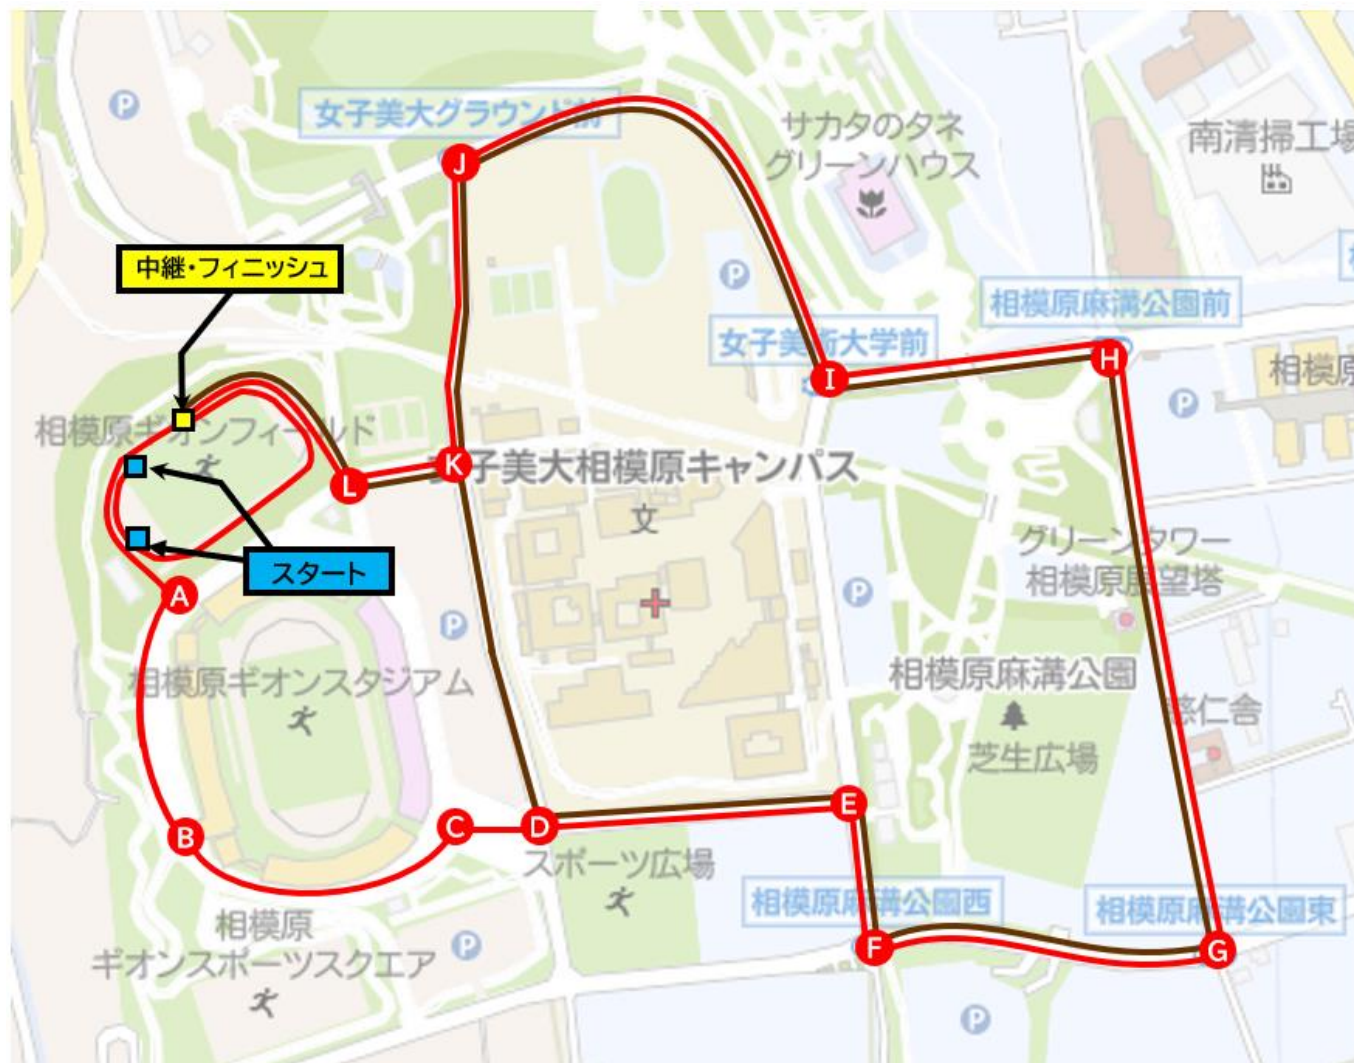 女子美大グラウンド前
P
サカタのタネ
グリーンハウス
南清掃工場
J
中継・フィニッシュ
P
相模原麻溝公園前
女子美術大学前
H
I
P
相模原
相模原ギオンフィールド
K
女子美大相模原キャンパス
L
文
スタート
グリーンタワー
相模原展望塔
A
P
P
相模原ギオンスタジアム
相模原麻溝公園
慈仁舎
芝生広場
E
B
C
D
スポーツ広場
相模原麻溝公園西
相模原麻溝公園東
相模原
ギオンスポーツスクエア
P
F
G
P